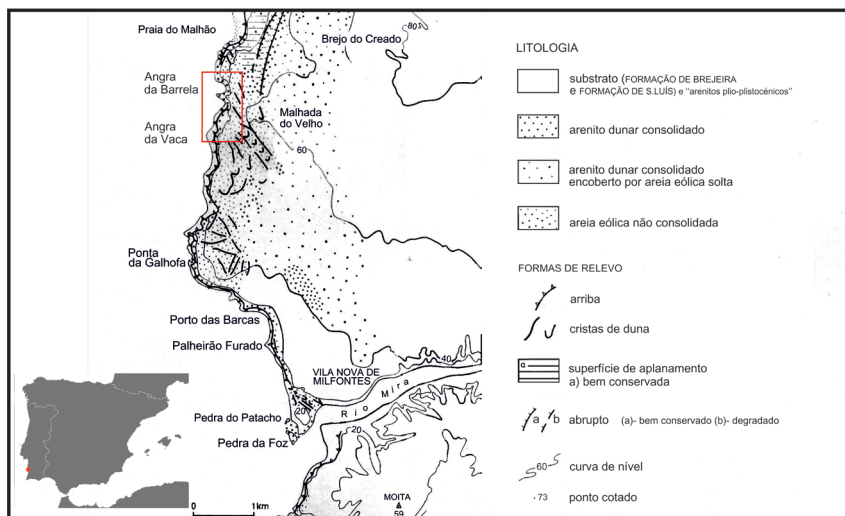 Praia do Malhão
Brejo do Creado
80
Angra
da Barrela
Angra
da Vaca
Malhada
do Velho
60
Ponta
da Galhofa
Porto das Barcas
Palheirão Furado
VILA NOVA DE
MILFONTES
40
Rio Mira
20
Pedra do Patacho
20
Pedra da Foz
MOITA
59
0 1km
LITOLOGIA
substrato (FORMAÇÃO DE BREJEIRA
e FORMAÇÃO DE S.LUÍS) e "arenitos plio-plistocénicos"
arenito dunar consolidado
arenito dunar consolidado
encoberto por areia eólica solta
areia eólica não consolidada
FORMAS DE RELEVO
arriba
cristas de duna
a
superfície de aplanamento
a) bem conservada
a b abrupto (a)- bem conservado (b)- degradado
60 curva de nível
. 73 ponto cotado